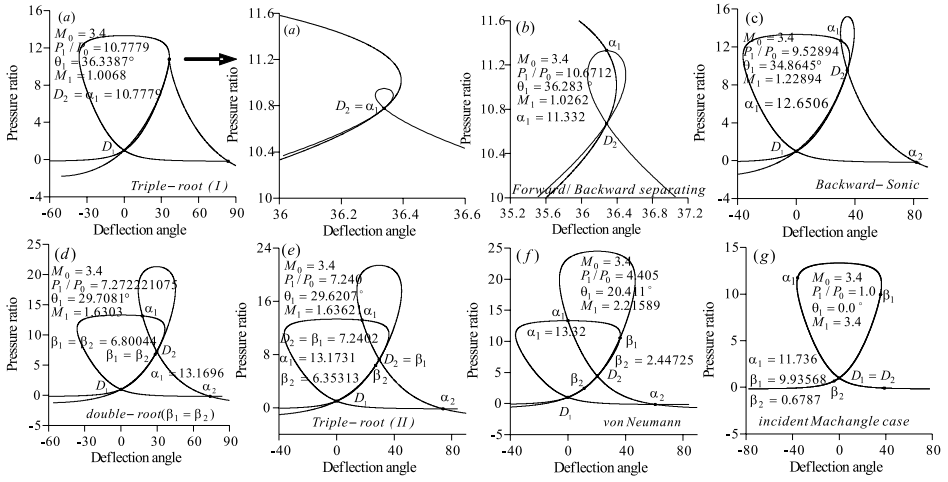 (a)
M0 = 3.4
P1 / P0 = 10.7779
θ1 = 36.3387°
M1 = 1.0068
D2 = α1 = 10.7779
D1
Triple−root (I)
16
12
8
4
0
-4
-60 -30 0 30 60 90
Pressure ratio
Deflection angle
(a)
D2 = α1
11.6
11.2
10.8
10.4
10
36 36.2 36.4 36.6
Pressure ratio
Deflection angle
(b)
α1
M0 = 3.4
P1 / P0 = 10.6712
θ1 = 36.283°
M1 = 1.0262
α1 = 11.332
D2
Forward/ Backward separating
11.6
11.2
10.8
10.4
10
35.2 35.6 36 36.4 36.8 37.2
Pressure ratio
Deflection angle
(c)
M0 = 3.4
α1
P1 / P0 = 9.52894
θ1 = 34.8645°
D2
M1 = 1.22894
α1 = 12.6506
D1
α2
Backward−Sonic
16
12
8
4
0
-4
-40 0 40 80
Pressure ratio
Deflection angle
(d)
M0 = 3.4
P1 / P0 = 7.272221075
θ1 = 29.7081°
M1 = 1.6303
α1
β1 = β2 = 6.80044
β1 = β2
D2
α1 = 13.1696
D1
α2
double−root(β1 = β2)
25
20
15
10
5
0
-5
-60 -30 0 30 60 90
Pressure ratio
Deflection angle
(e)
M0 = 3.4
P1 / P0 = 7.240
θ1 = 29.6207°
M1 = 1.63621
α1
D2 = β1 = 7.2402
α1 = 13.1731
D2 = β1
β2 = 6.35313
β2
D1
α2
Triple−root (II)
24
16
8
0
-40 0 40 80
Pressure ratio
Deflection angle
(f)
M0 = 3.4
P1 / P0 = 4.405
θ1 = 20.411°
M1 = 2.21589
α1
α1 = 13.32
β1
β2 = 2.44725
β2
D2
D1
α2
von Neumann
25
20
15
10
5
0
-5
-40 0 40 80
Pressure ratio
Deflection angle
(g)
α1
M0 = 3.4
P1 / P0 = 1.0
β1
θ1 = 0.0°
M1 = 3.4
α1 = 11.736
β1 = 9.93568
D1 = D2
β2
β2 = 0.6787
incident Machangle case
15
10
5
0
-5
-80 -40 0 40 80
Pressure ratio
Deflection angle